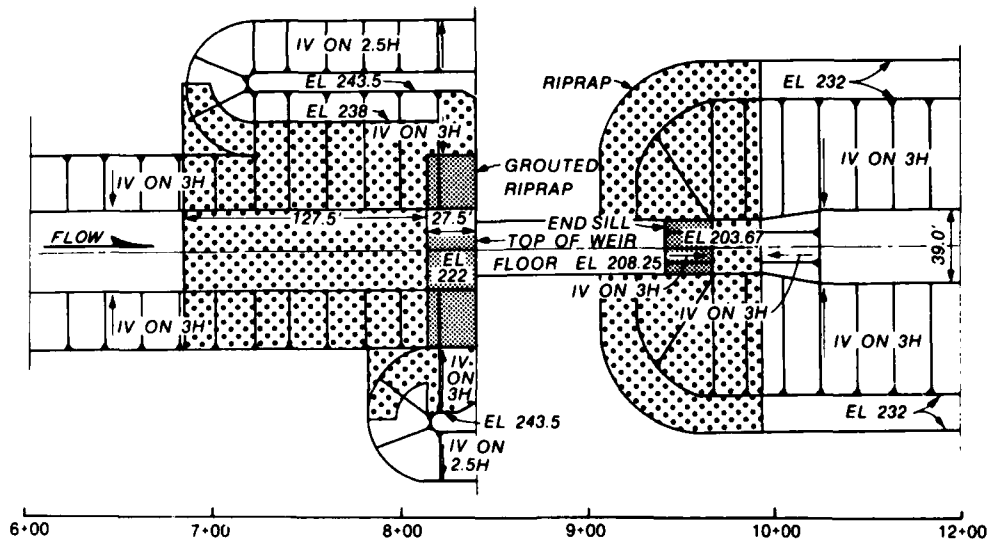 IV ON 2.5H
EL 243.5
EL 238
IV ON 3H
IV ON 3H
GROUTED
RIPRAP
127.5'
27.5'
FLOW
TOP OF WEIR
EL
222
FLOOR EL 208.25
END SILL
EL 203.67
IV ON 3H
IV ON 3H
IV ON 3H
IV
ON
3H
EL 243.5
IV ON
2.5H
RIPRAP
EL 232
IV ON 3H
39.0'
IV ON 3H
EL 232
6+00
7+00
8+00
9+00
10+00
12+00